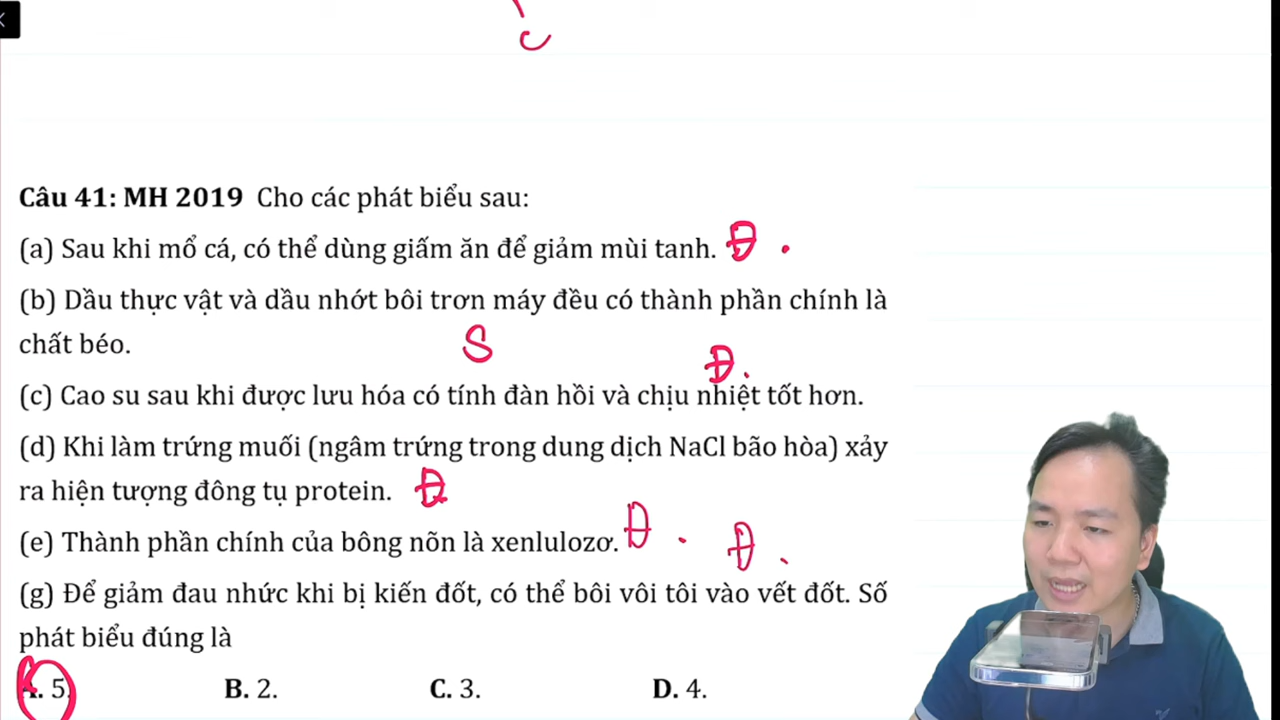 Câu 41: MH 2019 Cho các phát biểu sau:
(a) Sau khi mổ cá, có thể dùng giấm ăn để giảm mùi tanh. Đ .
(b) Dầu thực vật và dầu nhớt bôi trơn máy đều có thành phần chính là
chất béo. S
Đ.
(c) Cao su sau khi được lưu hóa có tính đàn hồi và chịu nhiệt tốt hơn.
(d) Khi làm trứng muối (ngâm trứng trong dung dịch NaCl bão hòa) xảy
ra hiện tượng đông tụ protein. Đ
(e) Thành phần chính của bông nõn là xenlulozơ. Đ . Đ .
(g) Để giảm đau nhức khi bị kiến đốt, có thể bôi vôi tôi vào vết đốt. Số
phát biểu đúng là
A. 5. B. 2. C. 3. D. 4.